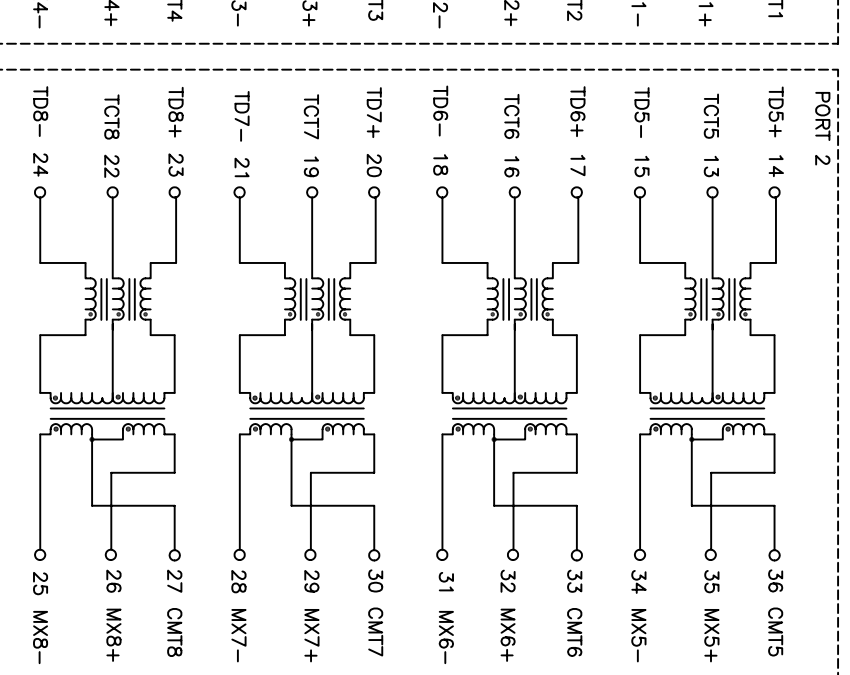 T1
1+
1-
T2
2+
2-
T3
3+
3-
T4
4+
4-
PORT 2
TD5+ 14
TCT5 13
TD5- 15
TD6+ 17
TCT6 16
TD6- 18
TD7+ 20
TCT7 19
TD7- 21
TD8+ 23
TCT8 22
TD8- 24
36 CMT5
35 MX5+
34 MX5-
33 CMT6
32 MX6+
31 MX6-
30 CMT7
29 MX7+
28 MX7-
27 CMT8
26 MX8+
25 MX8-